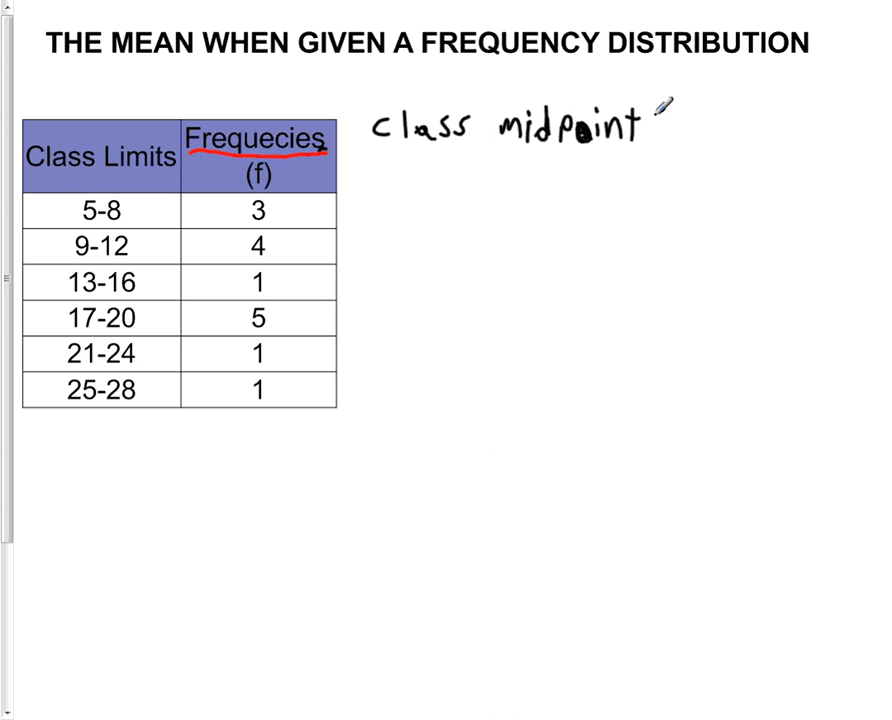 THE MEAN WHEN GIVEN A FREQUENCY DISTRIBUTION
class midpoint
Class Limits Frequecies (f)
5-8 3
9-12 4
13-16 1
17-20 5
21-24 1
25-28 1